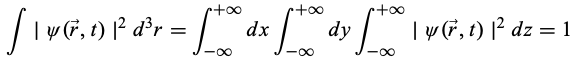 ∫ | ψ(r⃗, t) |² d³r = ∫_{−∞}^{+∞} dx ∫_{−∞}^{+∞} dy ∫_{−∞}^{+∞} | ψ(r⃗, t) |² dz = 1